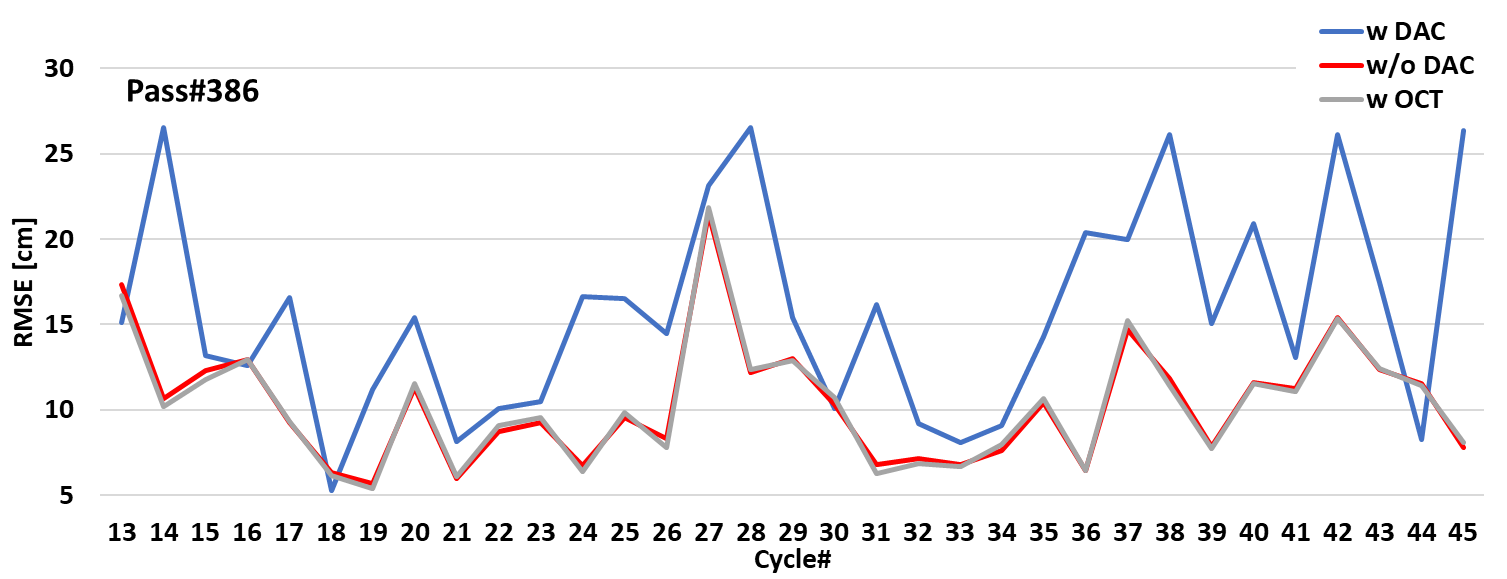 w DAC
w/o DAC
w OCT
Pass#386
30
25
20
15
10
5
RMSE [cm]
13 14 15 16 17 18 19 20 21 22 23 24 25 26 27 28 29 30 31 32 33 34 35 36 37 38 39 40 41 42 43 44 45
Cycle#